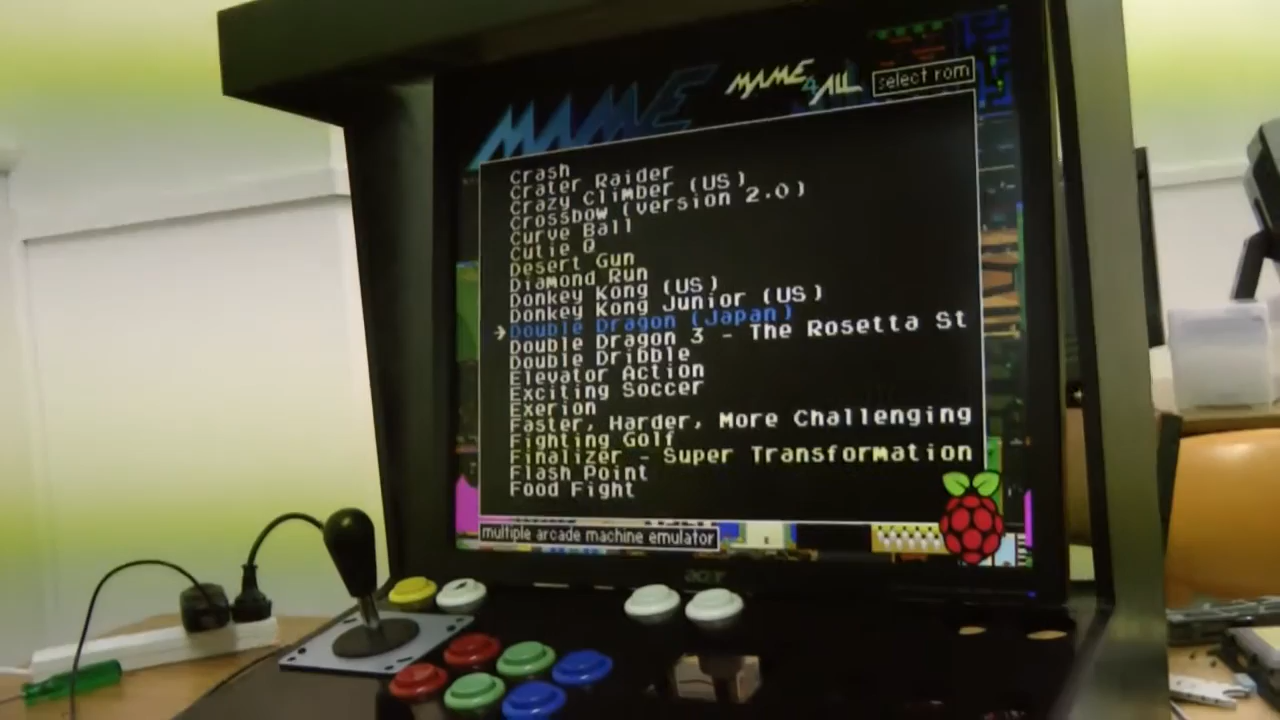 MAME
MAME4ALL
select rom
Crash
Crater Raider
Crazy Climber (US)
Crossbow (version 2.0)
Curve Ball
Cutie Q
Desert Gun
Diamond Run
Donkey Kong (US)
Donkey Kong Junior (US)
Double Dragon (Japan)
Double Dragon 3 - The Rosetta St
Double Dribble
Elevator Action
Exciting Soccer
Exerion
Faster, Harder, More Challenging
Fighting Golf
Finalizer - Super Transformation
Flash Point
Food Fight
multiple arcade machine emulator
acer